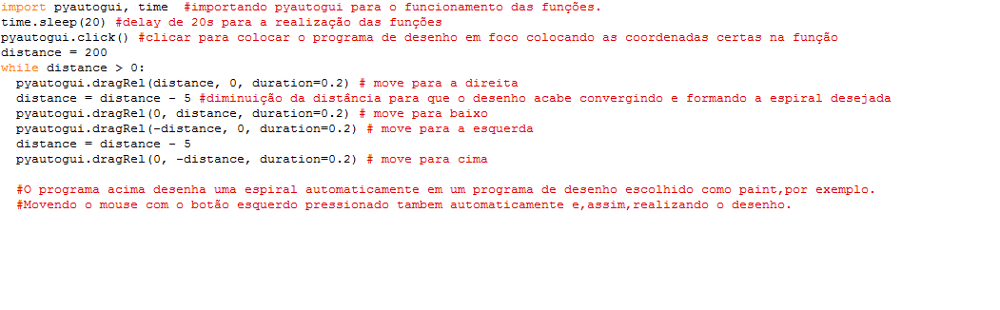 import pyautogui, time  #importando pyautogui para o funcionamento das funções.
time.sleep(20) #delay de 20s para a realização das funções
pyautogui.click() #clicar para colocar o programa de desenho em foco colocando as coordenadas certas na função
distance = 200
while distance > 0:
  pyautogui.dragRel(distance, 0, duration=0.2) # move para a direita
  distance = distance - 5 #diminuição da distância para que o desenho acabe convergindo e formando a espiral desejada
  pyautogui.dragRel(0, distance, duration=0.2) # move para baixo
  pyautogui.dragRel(-distance, 0, duration=0.2) # move para a esquerda
  distance = distance - 5
  pyautogui.dragRel(0, -distance, duration=0.2) # move para cima

  #O programa acima desenha uma espiral automaticamente em um programa de desenho escolhido como paint,por exemplo.
  #Movendo o mouse com o botão esquerdo pressionado tambem automaticamente e,assim,realizando o desenho.